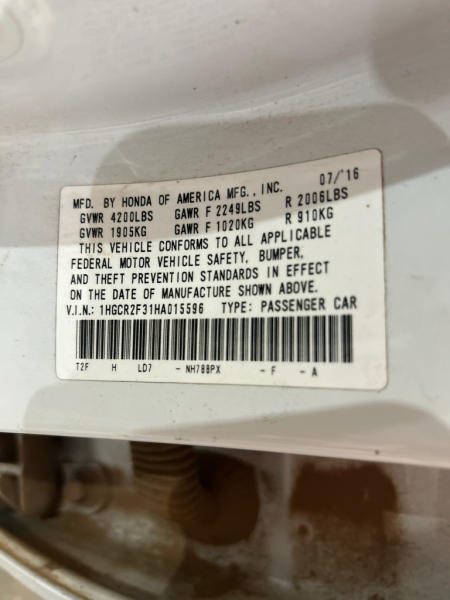 MFD. BY HONDA OF AMERICA MFG., INC. 07/'16
GVWR 4200LBS GAWR F 2249LBS R 2006LBS
GVWR 1905KG GAWR F 1020KG R 910KG
THIS VEHICLE CONFORMS TO ALL APPLICABLE
FEDERAL MOTOR VEHICLE SAFETY, BUMPER,
AND THEFT PREVENTION STANDARDS IN EFFECT
ON THE DATE OF MANUFACTURE SHOWN ABOVE.
V.I.N.: 1HGCR2F31HA015596 TYPE: PASSENGER CAR
T2F H LD7 - NH788PX - F - A